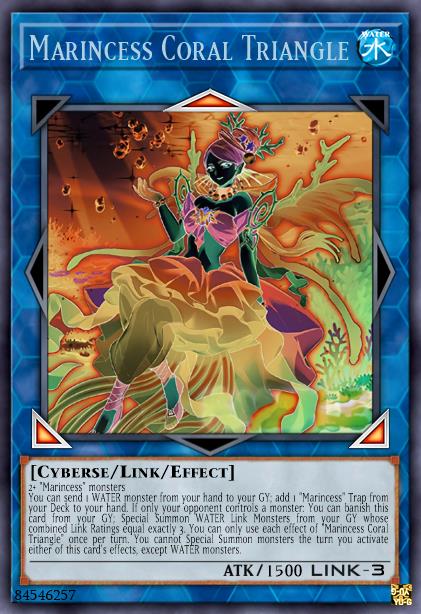 MARINCESS CORAL TRIANGLE
WATER
水
[CYBERSE/LINK/EFFECT]
2+ "Marincess" monsters
You can send 1 WATER monster from your hand to your GY; add 1 "Marincess" Trap from
your Deck to your hand. If only your opponent controls a monster: You can banish this
card from your GY; Special Summon WATER Link Monsters from your GY whose
combined Link Ratings equal exactly 3. You can only use each effect of "Marincess Coral
Triangle" once per turn. You cannot Special Summon monsters the turn you activate
either of this card's effects, except WATER monsters.
ATK/1500 LINK-3
84546257